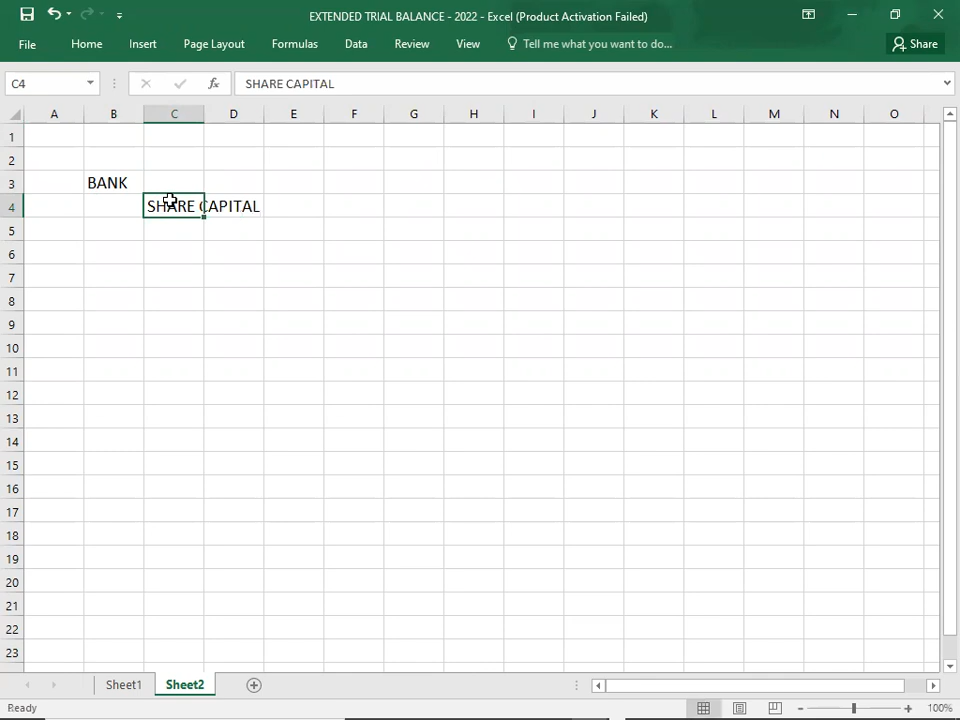 EXTENDED TRIAL BALANCE - 2022 - Excel (Product Activation Failed)
File Home Insert Page Layout Formulas Data Review View Tell me what you want to do... Share
C4 fx SHARE CAPITAL
A B C D E F G H I J K L M N O
1
2
3 BANK
4 SHARE CAPITAL
5
6
7
8
9
10
11
12
13
14
15
16
17
18
19
20
21
22
23
Sheet1 Sheet2
Ready 100%